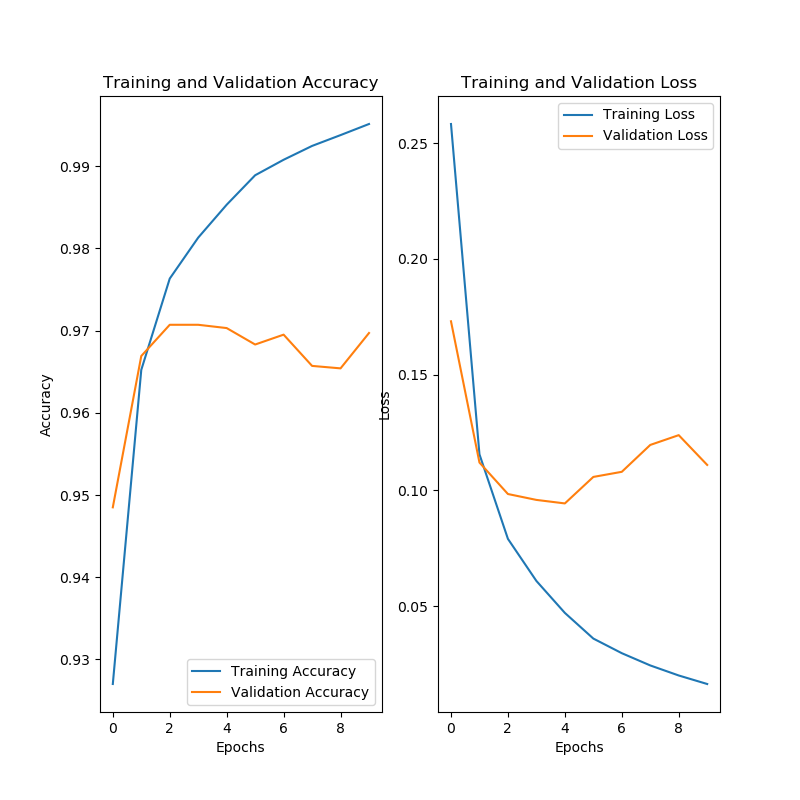 Training and Validation Accuracy
Accuracy
0.99
0.98
0.97
0.96
0.95
0.94
0.93
Training Accuracy
Validation Accuracy
0 2 4 6 8
Epochs
Training and Validation Loss
Loss
Training Loss
Validation Loss
0.25
0.20
0.15
0.10
0.05
0 2 4 6 8
Epochs